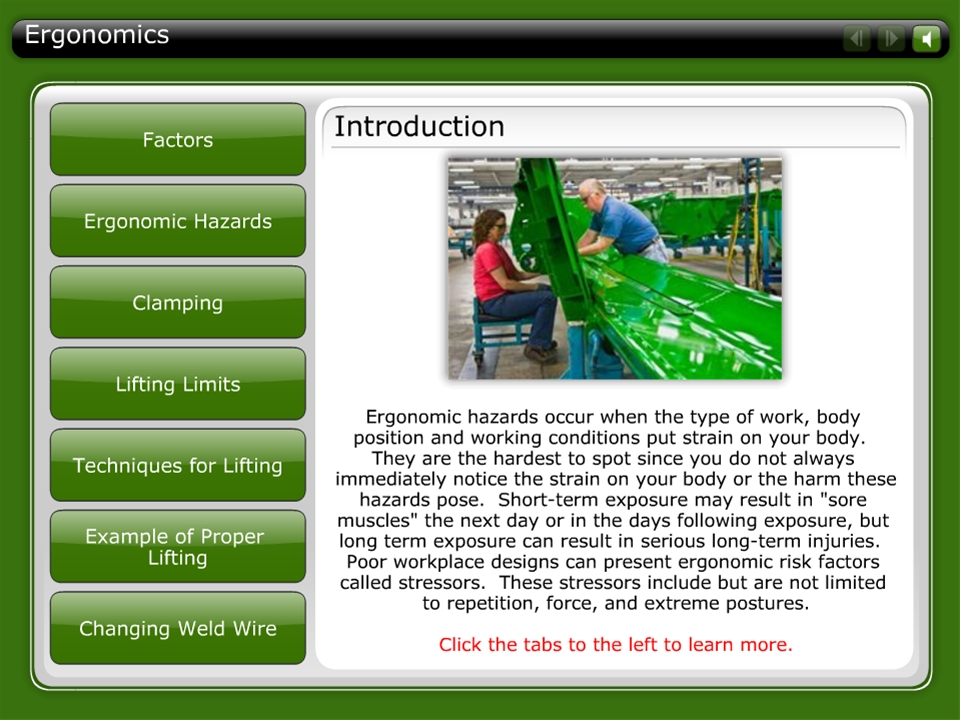 Ergonomics
Factors
Ergonomic Hazards
Clamping
Lifting Limits
Techniques for Lifting
Example of Proper
Lifting
Changing Weld Wire
Introduction
Ergonomic hazards occur when the type of work, body
position and working conditions put strain on your body.
They are the hardest to spot since you do not always
immediately notice the strain on your body or the harm these
hazards pose.  Short-term exposure may result in "sore
muscles" the next day or in the days following exposure, but
long term exposure can result in serious long-term injuries.
Poor workplace designs can present ergonomic risk factors
called stressors.  These stressors include but are not limited
to repetition, force, and extreme postures.
Click the tabs to the left to learn more.